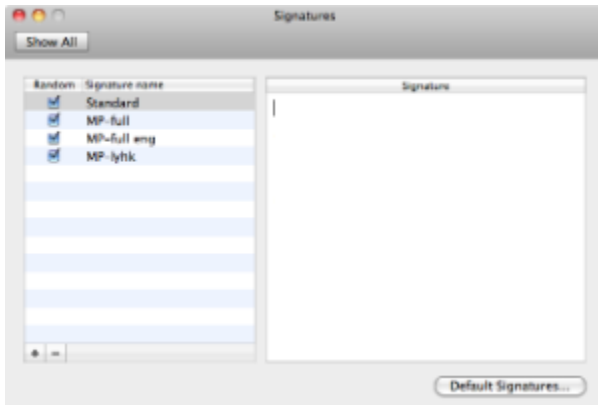 Signatures
Show All
Random Signature name
Signature
Standard
MP-full
MP-full eng
MP-lyhk
+ -
Default Signatures...